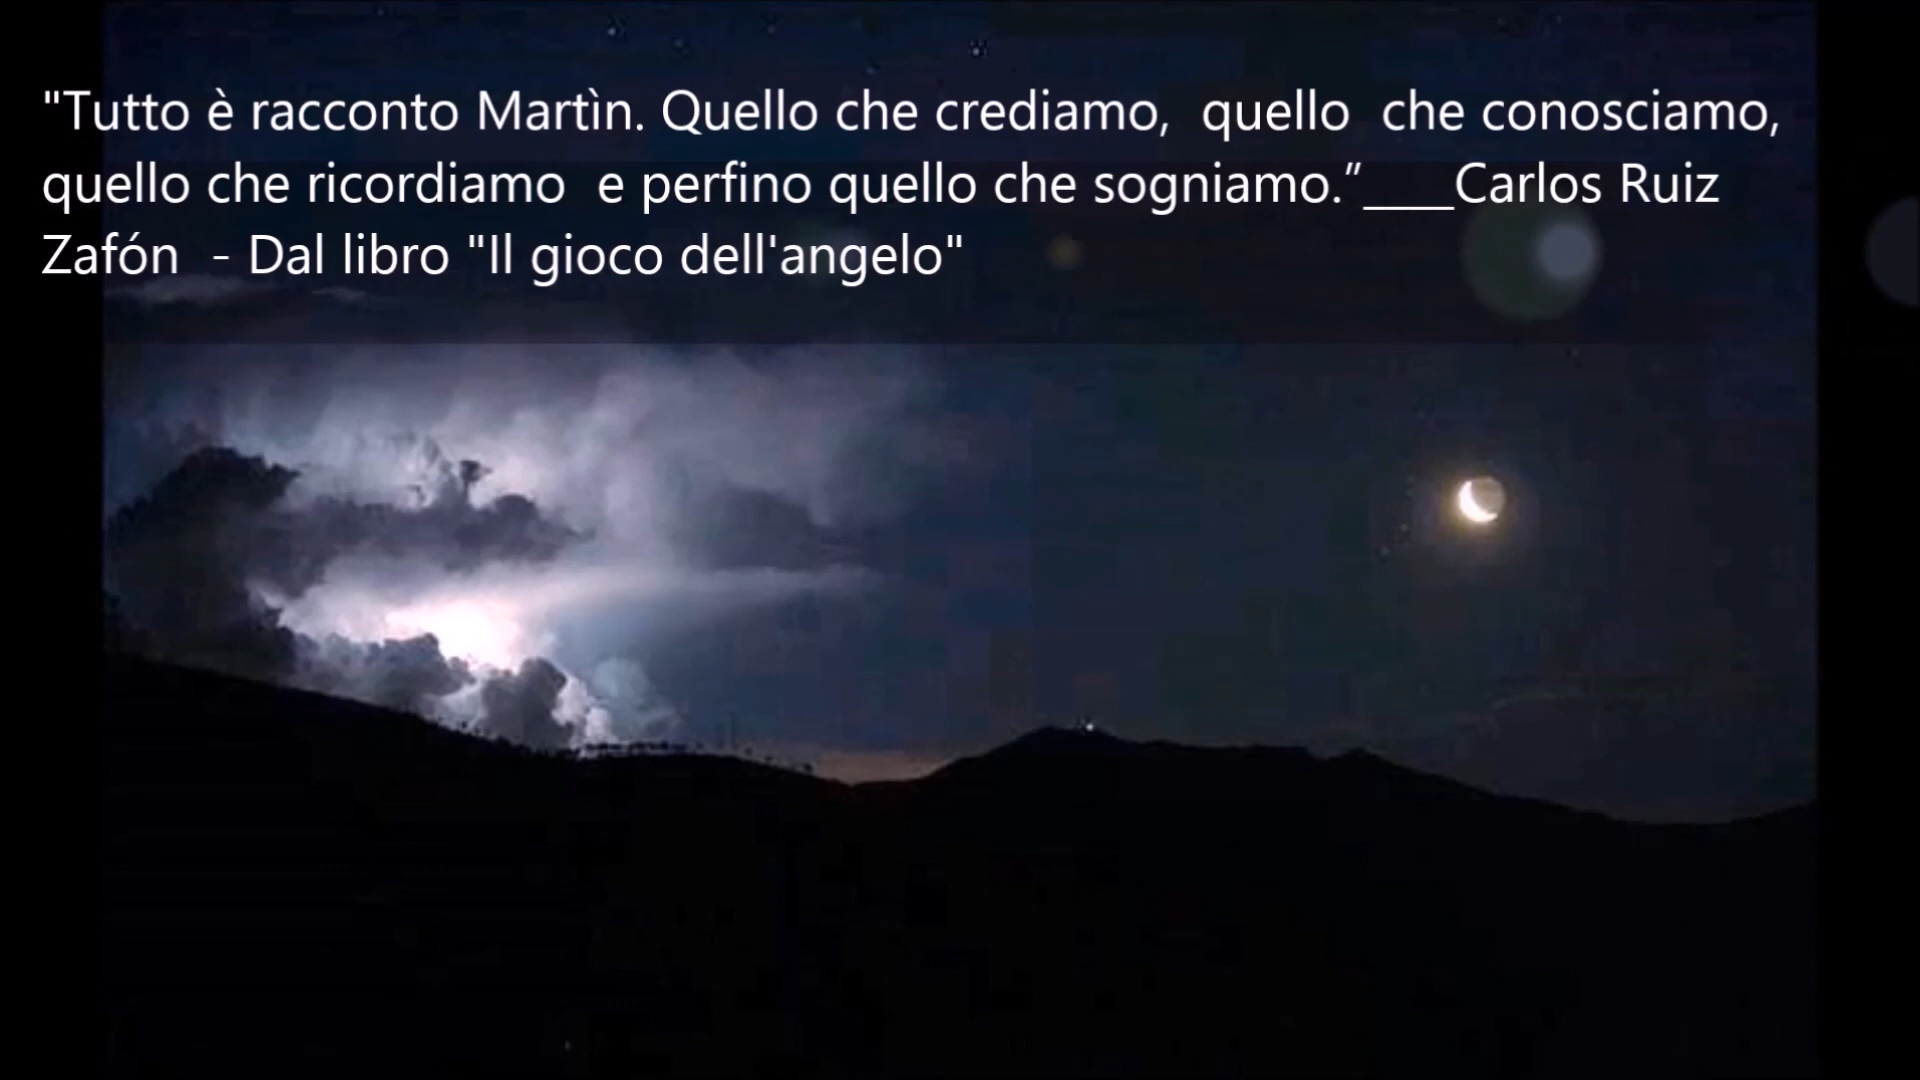 "Tutto è racconto Martìn. Quello che crediamo,  quello  che conosciamo,
quello che ricordiamo  e perfino quello che sogniamo.”____Carlos Ruiz
Zafón  - Dal libro "Il gioco dell'angelo"